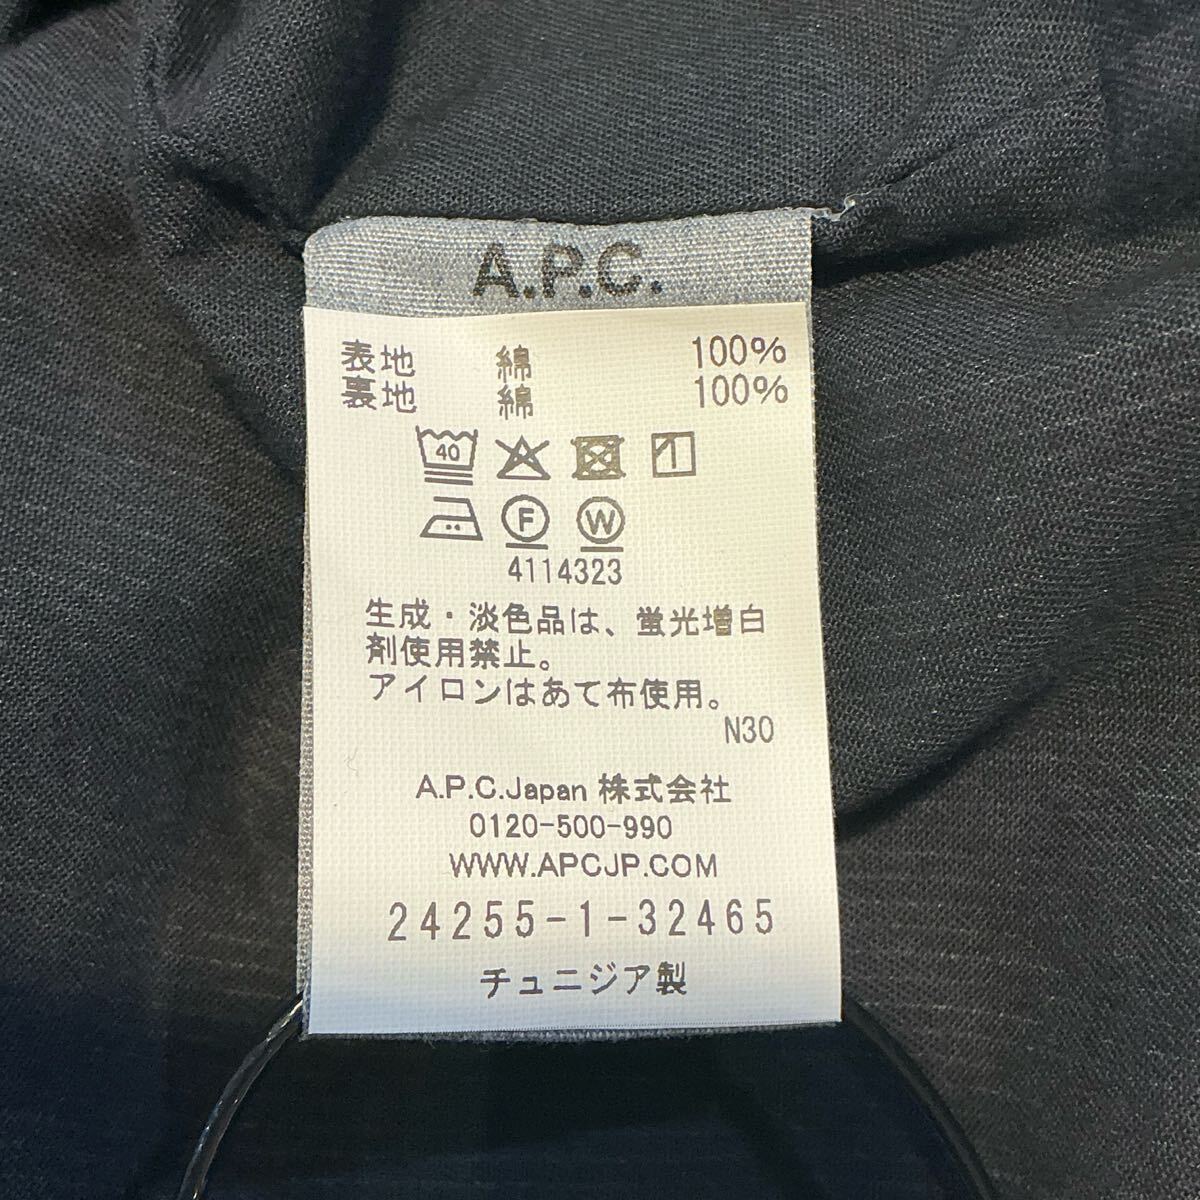 A.P.C.
表地 綿 100%
裏地 綿 100%
40
F W
4114323
生成・淡色品は、蛍光増白
剤使用禁止。
アイロンはあて布使用。
N30
A.P.C.Japan 株式会社
0120-500-990
WWW.APCJP.COM
24255-1-32465
チュニジア製